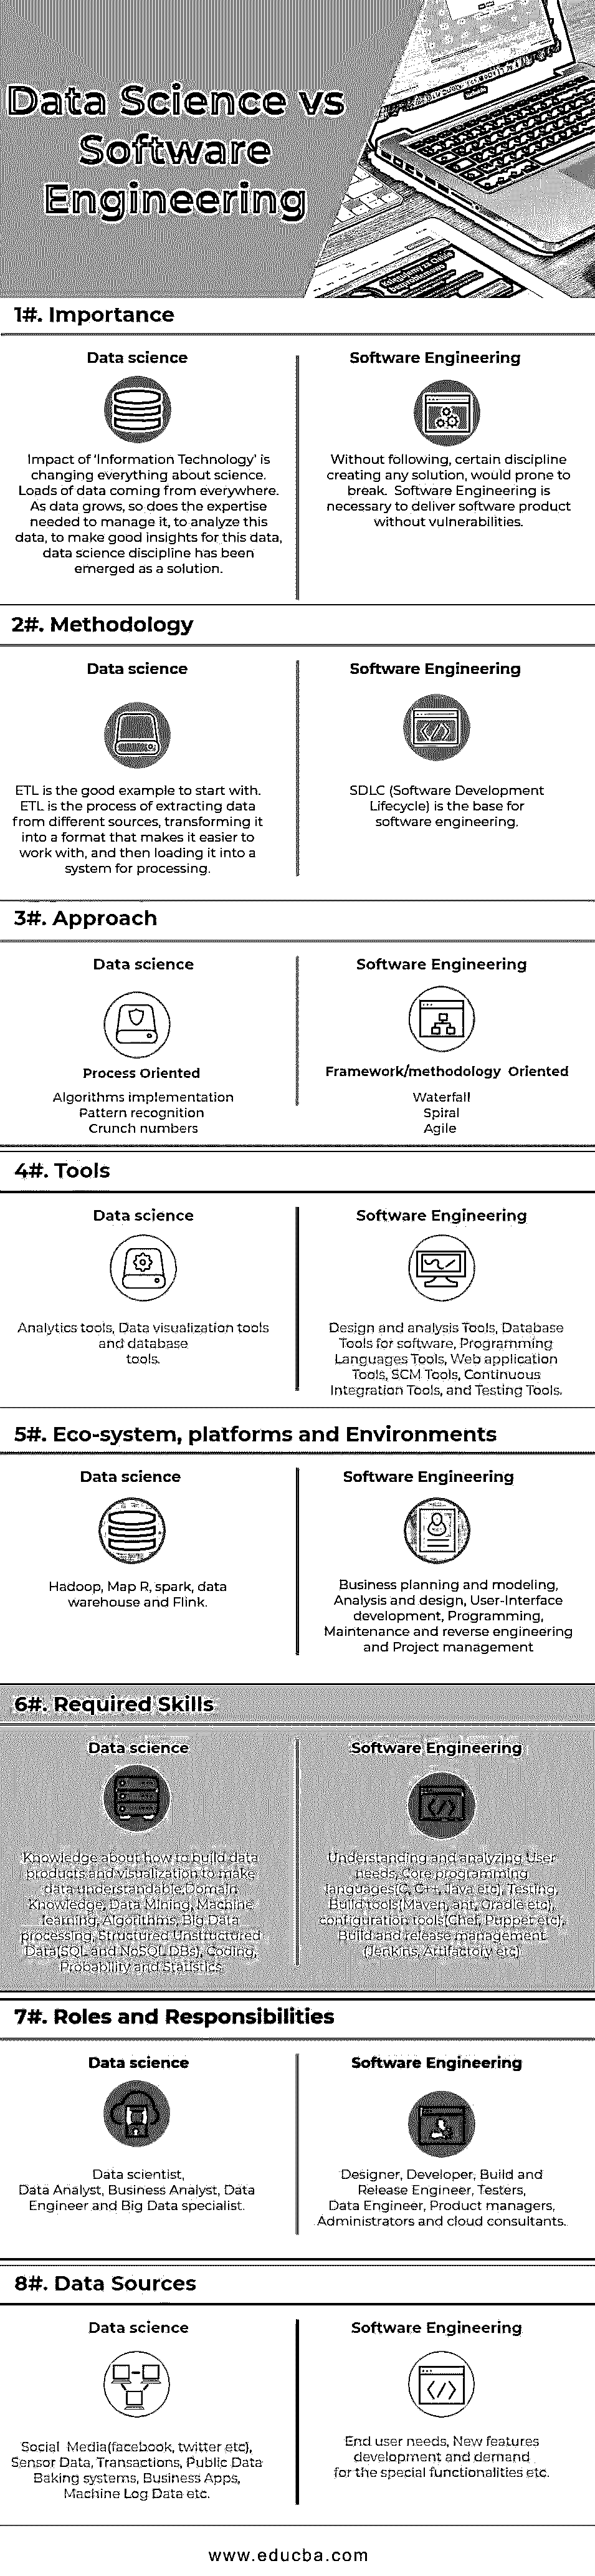 Data Science vs
Software
Engineering
1#. Importance
Data science
Impact of 'Information Technology' is
changing everything about science.
Loads of data coming from everywhere.
As data grows, so does the expertise
needed to manage it, to analyze this
data, to make good insights for this data,
data science discipline has been
emerged as a solution.
Software Engineering
Without following, certain discipline
creating any solution, would prone to
break. Software Engineering is
necessary to deliver software product
without vulnerabilities.
2#. Methodology
Data science
ETL is the good example to start with.
ETL is the process of extracting data
from different sources, transforming it
into a format that makes it easier to
work with, and then loading it into a
system for processing.
Software Engineering
SDLC (Software Development
Lifecycle) is the base for
software engineering.
3#. Approach
Data science
Process Oriented
Algorithms implementation
Pattern recognition
Crunch numbers
Software Engineering
Framework/methodology Oriented
Waterfall
Spiral
Agile
4#. Tools
Data science
Analytics tools, Data visualization tools
and database
tools.
Software Engineering
Design and analysis Tools, Database
Tools for software, Programming
Languages Tools, Web application
Tools, SCM Tools, Continuous
Integration Tools, and Testing Tools.
5#. Eco-system, platforms and Environments
Data science
Hadoop, Map R, spark, data
warehouse and Flink.
Software Engineering
Business planning and modeling,
Analysis and design, User-Interface
development, Programming,
Maintenance and reverse engineering
and Project management
6#. Required Skills
Data science
Knowledge about how to build data
products and visualization to make
data understandable,Domain
Knowledge, Data Mining, Machine
learning, Algorithms, Big Data
processing, Structured Unstructured
Data(SQL and NoSQL DBs), Coding,
Probability and Statistics
Software Engineering
Understanding and analyzing User
needs, Core programming
languages(C, C++, Java etc), Testing,
Build tools(Maven, ant, Gradle etc),
configuration tools(Chef, Puppet etc),
Build and release management
(Jenkins, Artifactory etc)
7#. Roles and Responsibilities
Data science
Data scientist,
Data Analyst, Business Analyst, Data
Engineer and Big Data specialist.
Software Engineering
Designer, Developer, Build and
Release Engineer, Testers,
Data Engineer, Product managers,
Administrators and cloud consultants.
8#. Data Sources
Data science
Social Media(facebook, twitter etc),
Sensor Data, Transactions, Public Data
Baking systems, Business Apps,
Machine Log Data etc.
Software Engineering
End user needs, New features
development and demand
for the special functionalities etc.
www.educba.com